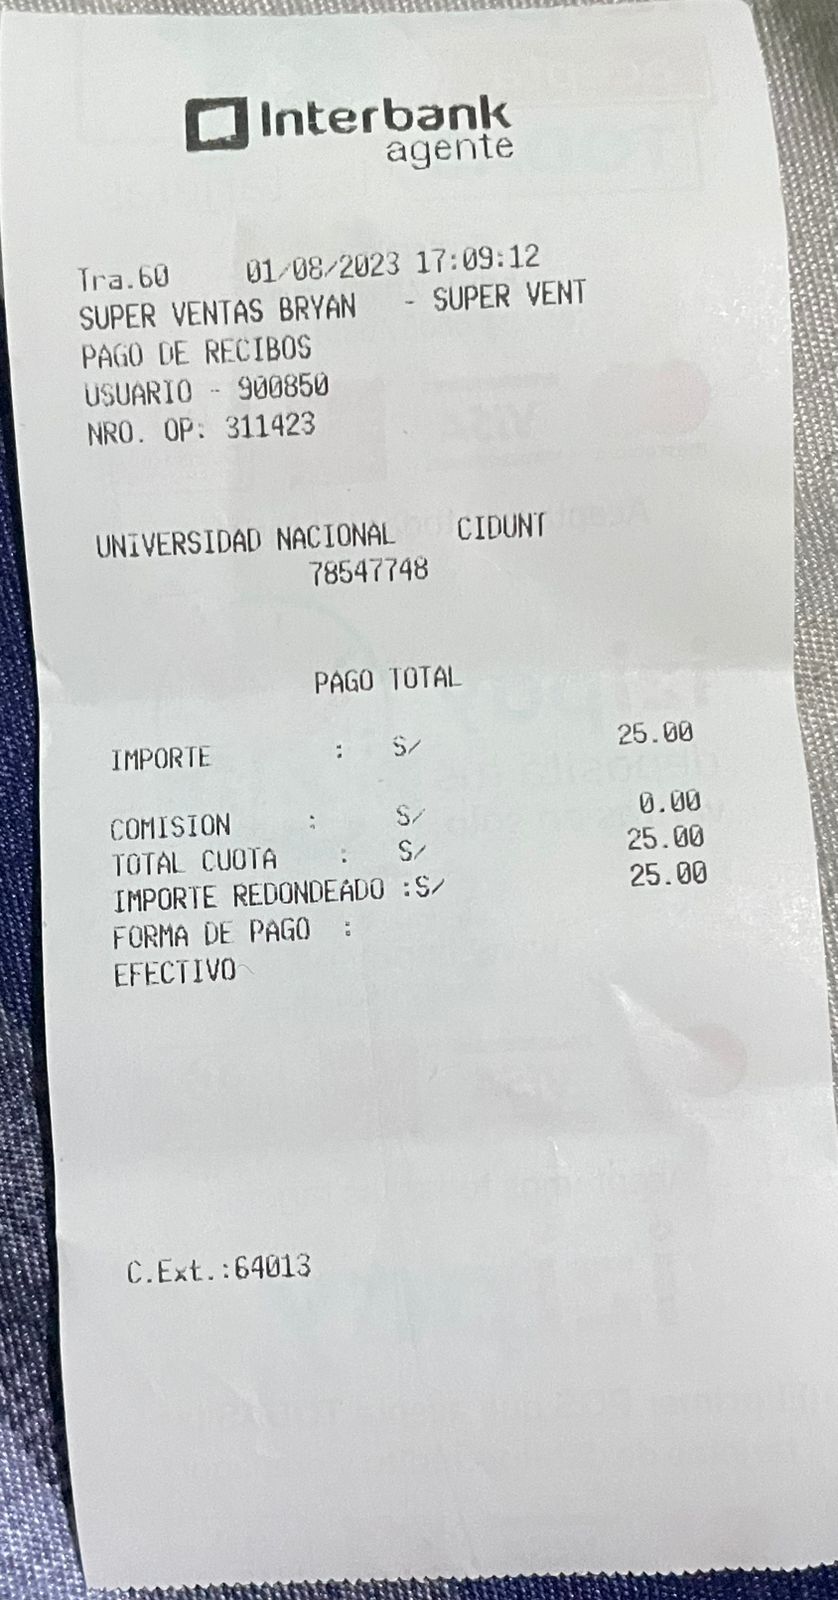 Interbank
agente
Tra.60 01/08/2023 17:09:12
SUPER VENTAS BRYAN - SUPER VENT
PAGO DE RECIBOS
USUARIO - 900850
NRO. OP: 311423
UNIVERSIDAD NACIONAL CIDUNT
78547748
PAGO TOTAL
IMPORTE : S/ 25.00
COMISION : S/ 0.00
TOTAL CUOTA : S/ 25.00
IMPORTE REDONDEADO :S/ 25.00
FORMA DE PAGO :
EFECTIVO
C.Ext.:64013